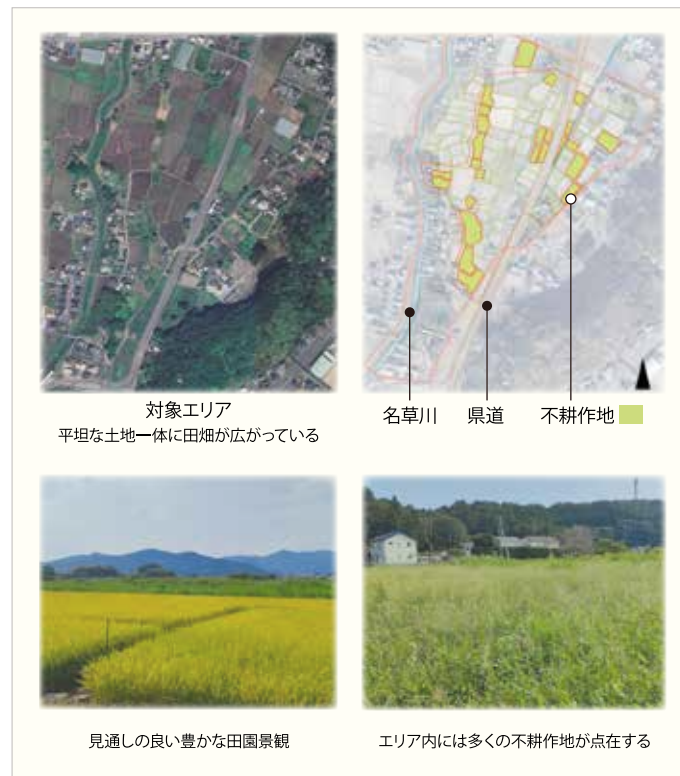 対象エリア
平坦な土地一体に田畑が広がっている
名草川
県道
不耕作地
見通しの良い豊かな田園景観
エリア内には多くの不耕作地が点在する